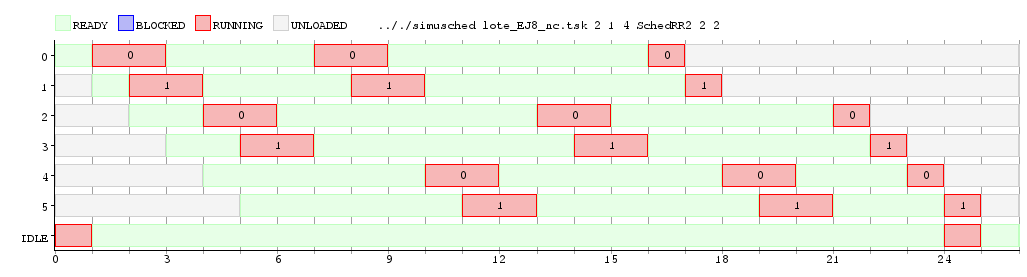 READY BLOCKED RUNNING UNLOADED ../../simusched lote_EJ8_nc.tsk 2 1 4 SchedRR2 2 2
0 0 0 0
1 1 1 1
2 0 0 0
3 1 1 1
4 0 0 0
5 1 1 1
IDLE
0 3 6 9 12 15 18 21 24